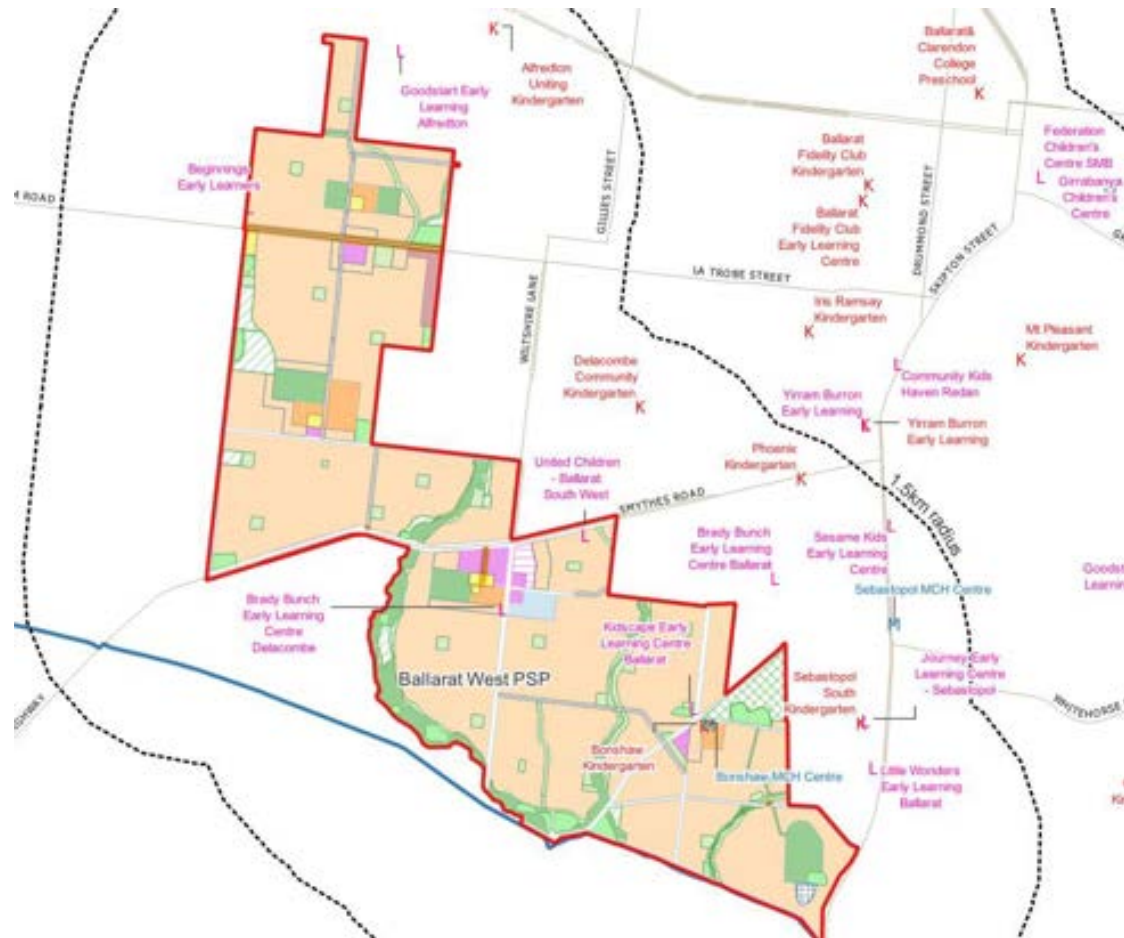 K
L
Alfredton
Uniting
Kindergarten
Goodstart Early
Learning
Alfredton
Ballarat&
Clarendon
College
Preschool
K
Federation
Children's
Centre SMB
L
Girrabanya
Children's
Centre
Beginnings
Early Learners
ROAD
GILLIES STREET
Ballarat
Fidelity Club
Kindergarten
K
K
Ballarat
Fidelity Club
Early Learning
Centre
DRUMMOND STREET
SKIPTON STREET
LA TROBE STREET
WILTSHIRE LANE
Iris Ramsay
Kindergarten
K
Mt Pleasant
Kindergarten
K
Delacombe
Community
Kindergarten
K
L
Community Kids
Haven Redan
Yirram Burron
Early Learning
K
Yirram Burron
Early Learning
Phoenix
Kindergarten
K
United Children
- Ballarat
South West
L
SMYTHES ROAD
1.5km radius
Brady Bunch
Early Learning
Centre Ballarat
L
Sesame Kids
Early Learning
Centre
L
Sebastopol MCH Centre
M
Brady Bunch
Early Learning
Centre
Delacombe
L
Kidscape Early
Learning Centre
Ballarat
L
Ballarat West PSP
Sebastopol
South
Kindergarten
K
Journey Early
Learning Centre
- Sebastopol
WHITEHORSE
Bonshaw
Kindergarten
Bonshaw MCH Centre
L
Little Wonders
Early Learning
Ballarat